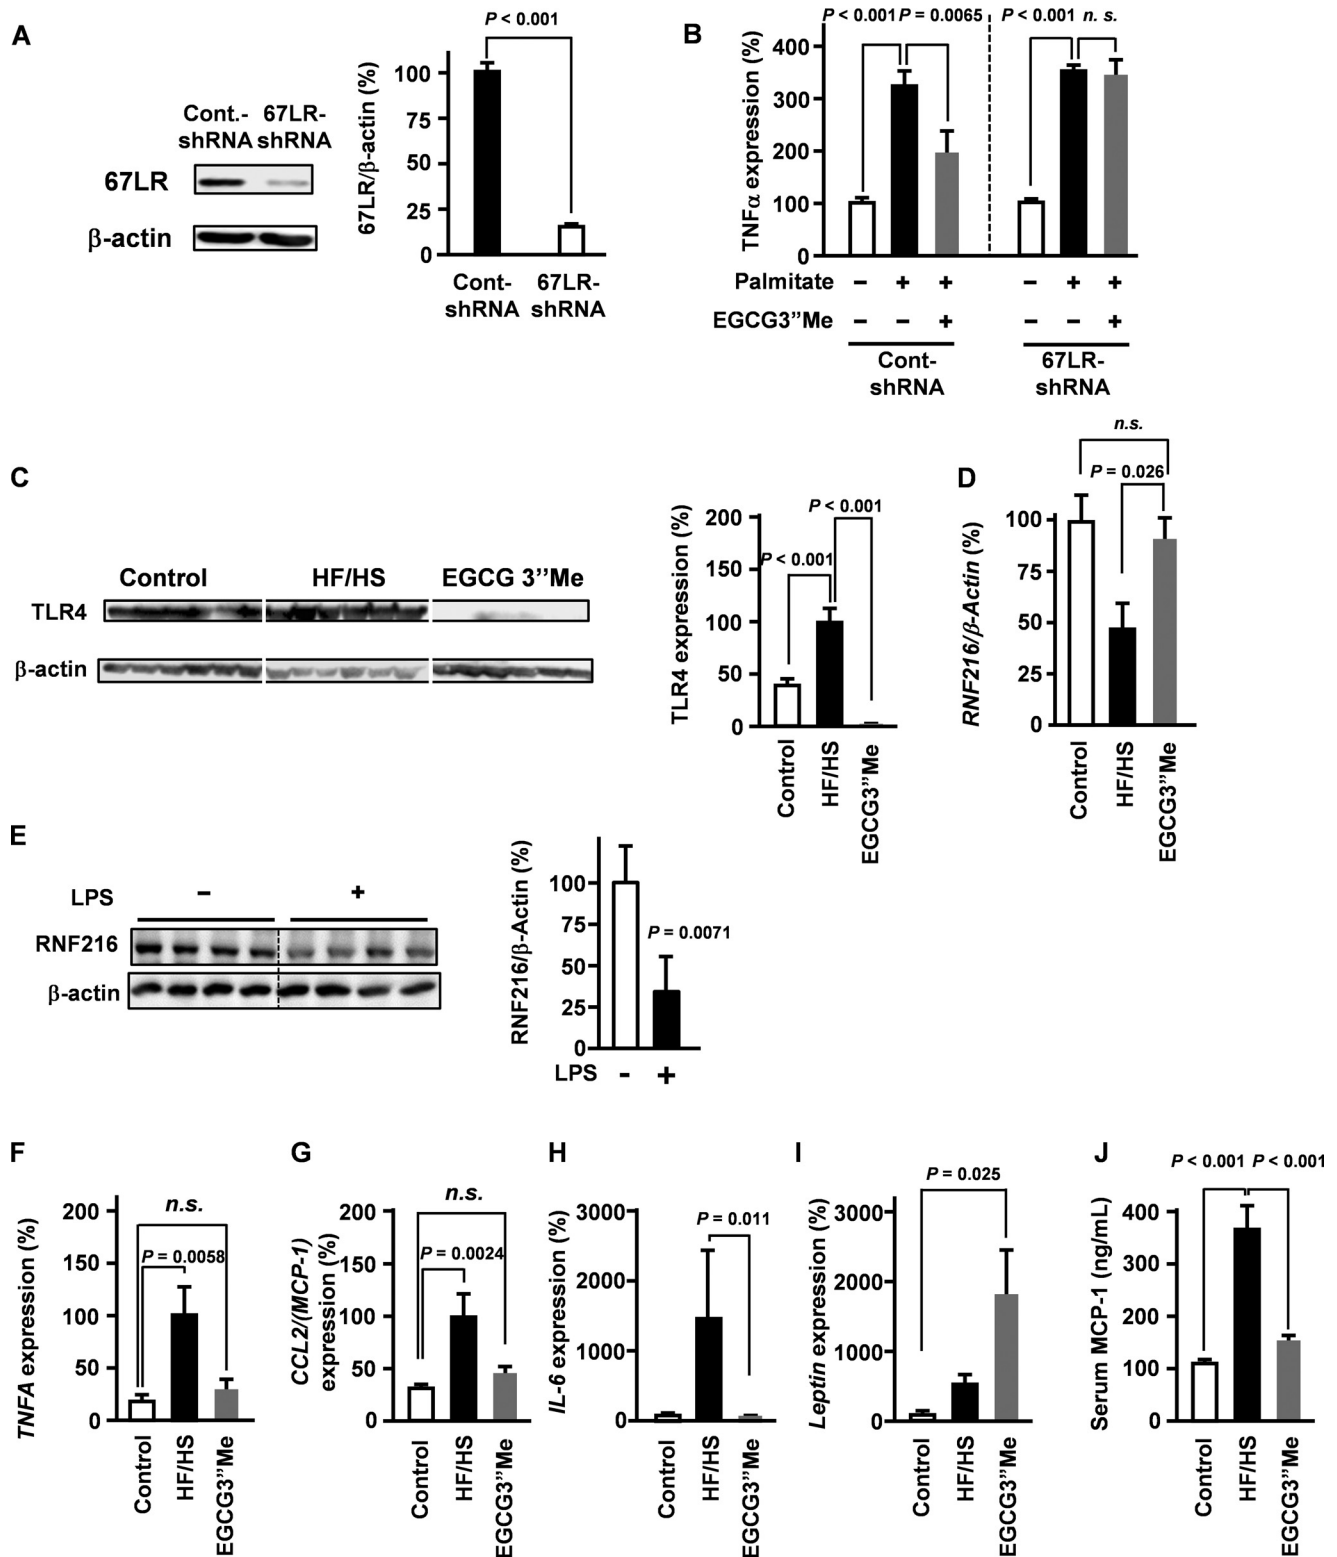 A
P < 0.001
Cont.-
shRNA
67LR-
shRNA
67LR
β-actin
67LR/β-actin (%)
100
75
50
25
0
Cont-
shRNA
67LR-
shRNA
B
P < 0.001 P = 0.0065
P < 0.001 n. s.
TNFα expression (%)
400
300
200
100
0
Palmitate − + + − + +
EGCG3”Me − − + − − +
Cont-
shRNA
67LR-
shRNA
C
Control HF/HS EGCG 3”Me
TLR4
β-actin
TLR4 expression (%)
P < 0.001
P < 0.001
200
150
100
50
0
Control
HF/HS
EGCG3”Me
D
n.s.
P = 0.026
RNF216/β-Actin (%)
100
75
50
25
0
Control
HF/HS
EGCG3”Me
E
LPS − +
RNF216
β-actin
RNF216/β-Actin (%)
100
75
50
25
0
P = 0.0071
LPS - +
F
TNFA expression (%)
n.s.
P = 0.0058
200
150
100
50
0
Control
HF/HS
EGCG3”Me
G
CCL2/(MCP-1)
expression (%)
n.s.
P = 0.0024
200
150
100
50
0
Control
HF/HS
EGCG3”Me
H
IL-6 expression (%)
P = 0.011
3000
2000
1000
0
Control
HF/HS
EGCG3”Me
I
Leptin expression (%)
P = 0.025
3000
2000
1000
0
Control
HF/HS
EGCG3”Me
J
Serum MCP-1 (ng/mL)
P < 0.001 P < 0.001
400
300
200
100
0
Control
HF/HS
EGCG3”Me